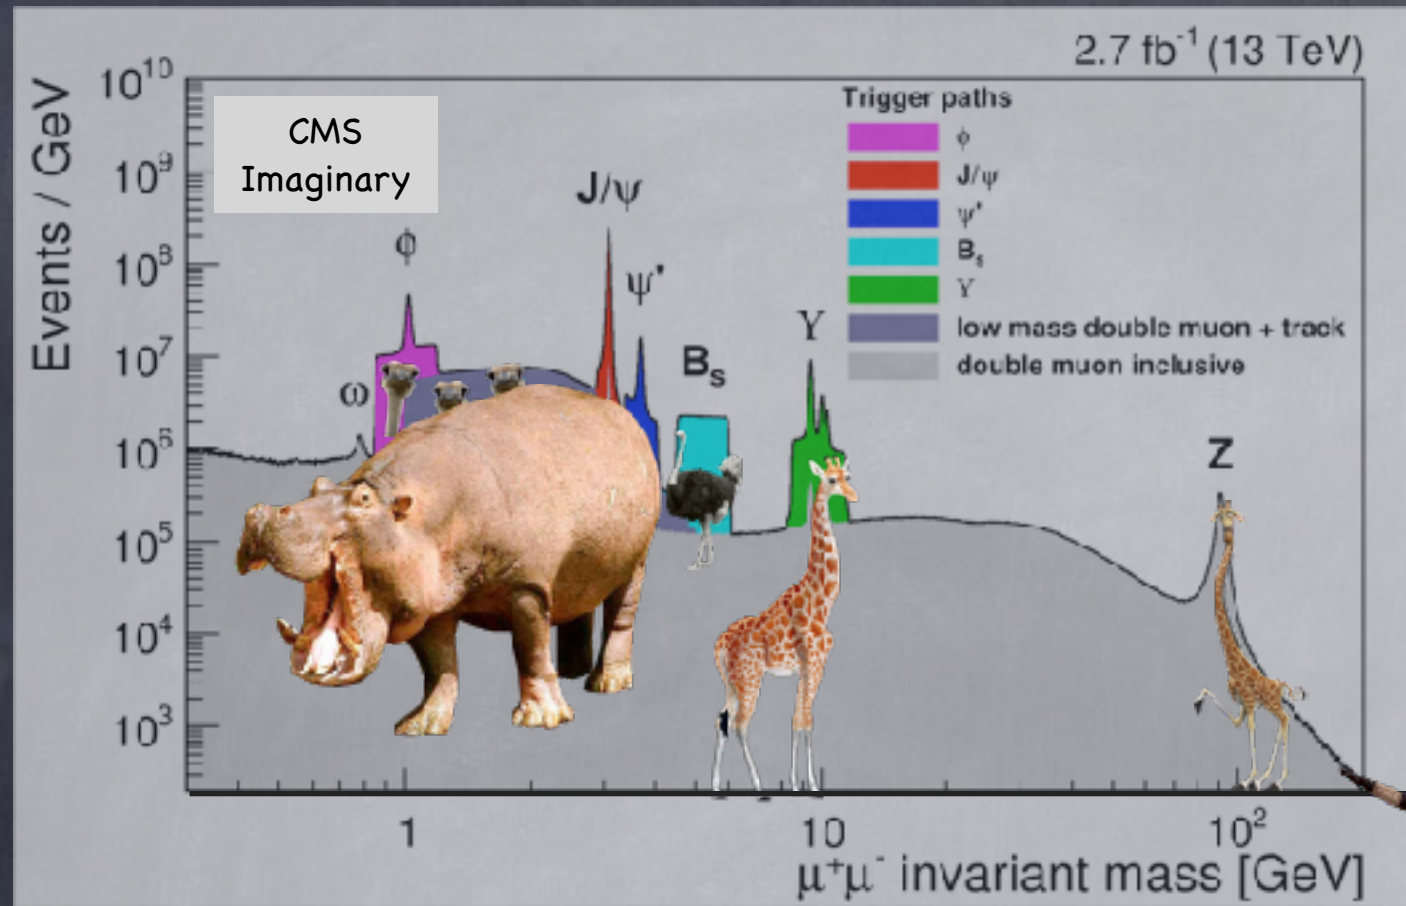 2.7 fb⁻¹ (13 TeV)
Events / GeV
10¹⁰
10⁹
10⁸
10⁷
10⁶
10⁵
10⁴
10³
CMS
Imaginary
Trigger paths
ϕ
J/ψ
ψ'
Bₛ
Υ
low mass double muon + track
double muon inclusive
ω
ϕ
J/ψ
ψ'
Bₛ
Υ
Z
1
10
10²
μ⁺μ⁻ invariant mass [GeV]